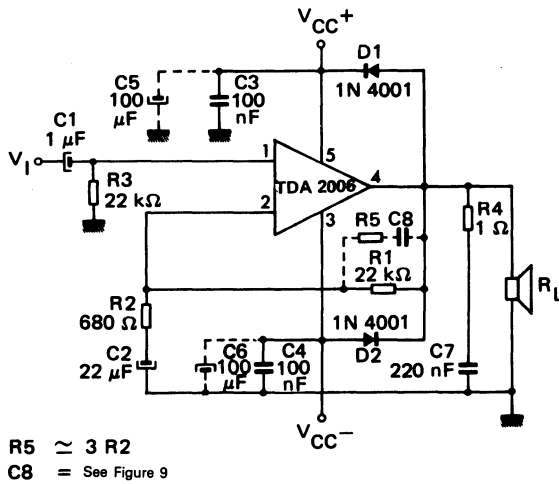 VCC+
D1
C5
100
µF
C3
100
nF
1N 4001
C1
1 µF
VI
1
5
4
TDA 2006
R3
22 kΩ
2
3
R5
C8
R4
1 Ω
R1
22 kΩ
RL
R2
680 Ω
1N 4001
C2
22 µF
C6
100
µF
C4
100
nF
D2
C7
220 nF
VCC−
R5 ≃ 3 R2
C8 = See Figure 9